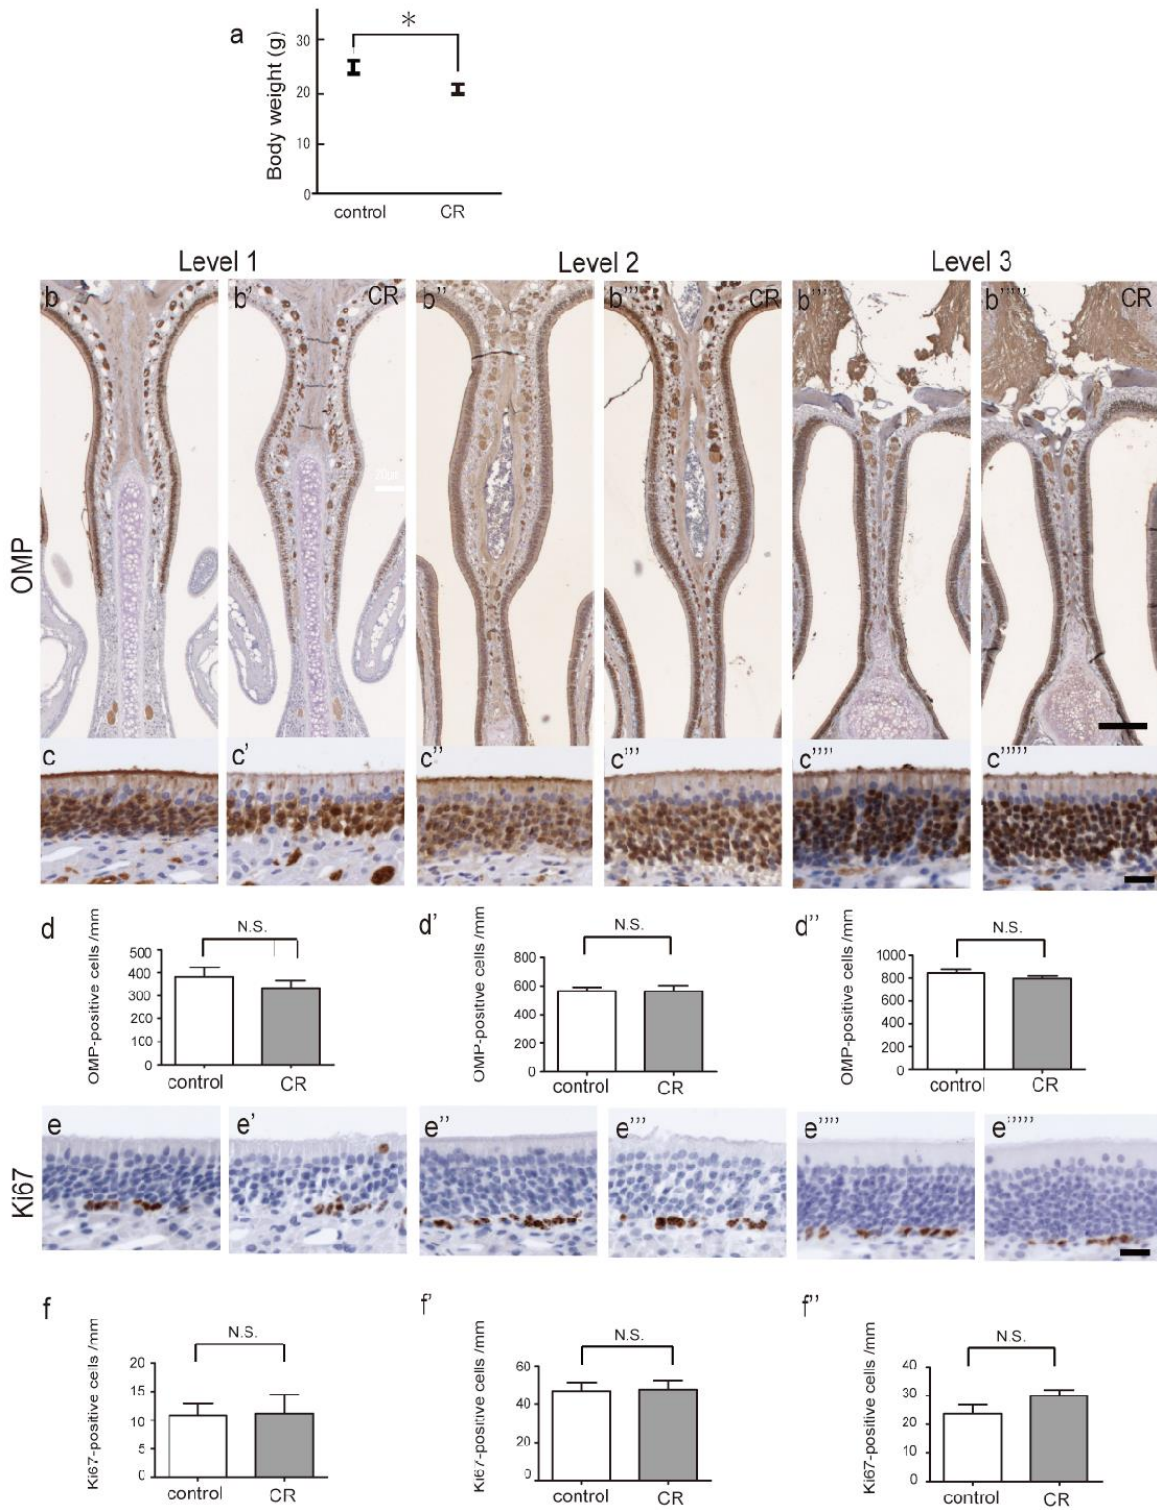 a
Body weight (g)
30
20
10
0
*
control
CR
Level 1
Level 2
Level 3
OMP
b
b'
CR
b''
b'''
b''''
b'''''
CR
c
c'
c''
c'''
c''''
c'''''
d
OMP-positive cells /mm
500
400
300
200
100
0
N.S.
control
CR
d'
OMP-positive cells /mm
800
600
400
200
0
N.S.
control
CR
d''
OMP-positive cells /mm
1000
800
600
400
200
0
N.S.
control
CR
Ki67
e
e'
e''
e'''
e''''
e'''''
f
Ki67-positive cells /mm
20
15
10
5
0
N.S.
control
CR
f'
Ki67-positive cells /mm
60
40
20
0
N.S.
control
CR
f''
Ki67-positive cells /mm
40
30
20
10
0
N.S.
control
CR